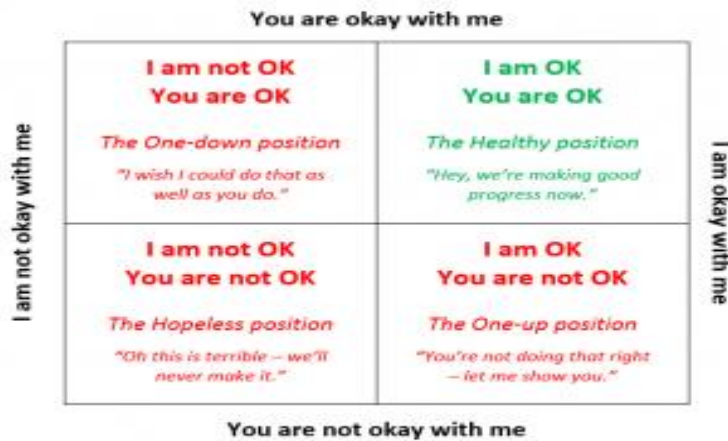 You are okay with me
I am not OK
You are OK
The One-down position
"I wish I could do that as
well as you do."
I am OK
You are OK
The Healthy position
"Hey, we're making good
progress now."
I am not okay with me
I am okay with me
I am not OK
You are not OK
The Hopeless position
"Oh this is terrible – we'll
never make it."
I am OK
You are not OK
The One-up position
"You're not doing that right
– let me show you."
You are not okay with me